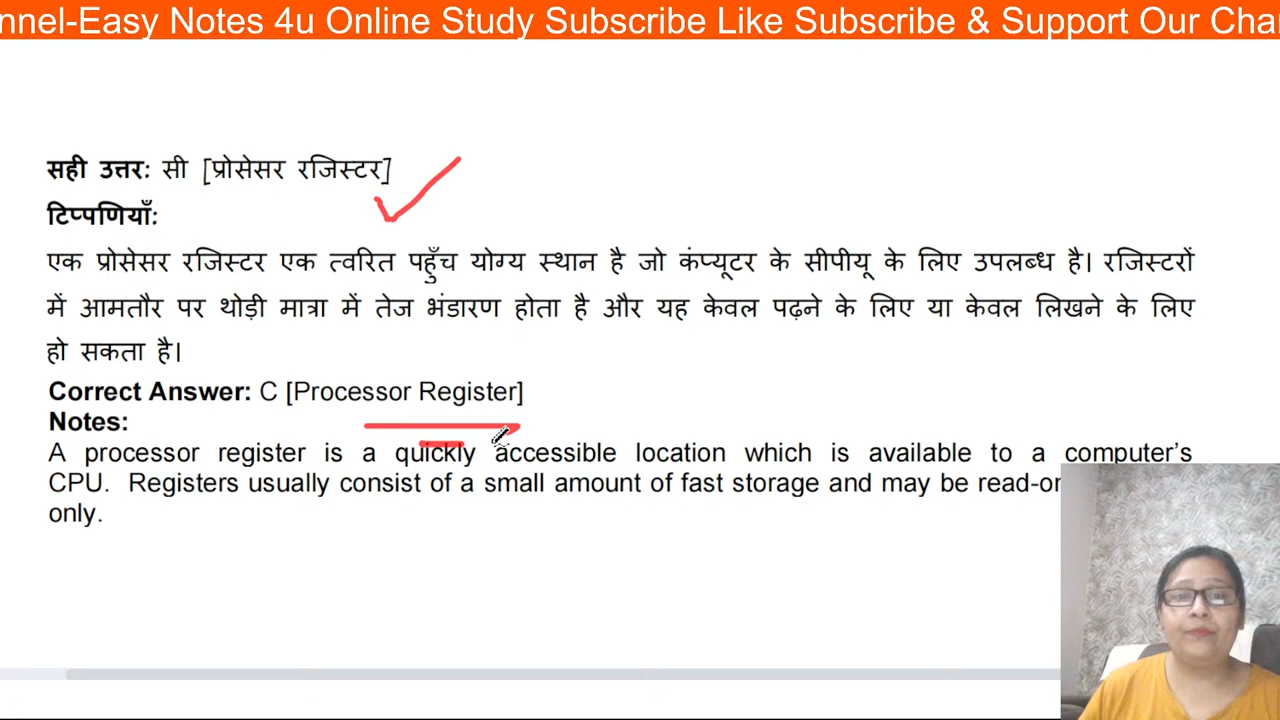 nnel-Easy Notes 4u Online Study Subscribe Like Subscribe & Support Our Cha
सही उत्तर: सी [प्रोसेसर रजिस्टर]
टिप्पणियाँ:
एक प्रोसेसर रजिस्टर एक त्वरित पहुँच योग्य स्थान है जो कंप्यूटर के सीपीयू के लिए उपलब्ध है। रजिस्टरों
में आमतौर पर थोड़ी मात्रा में तेज भंडारण होता है और यह केवल पढ़ने के लिए या केवल लिखने के लिए
हो सकता है।
Correct Answer: C [Processor Register]
Notes:
A processor register is a quickly accessible location which is available to a computer’s
CPU. Registers usually consist of a small amount of fast storage and may be read-or
only.